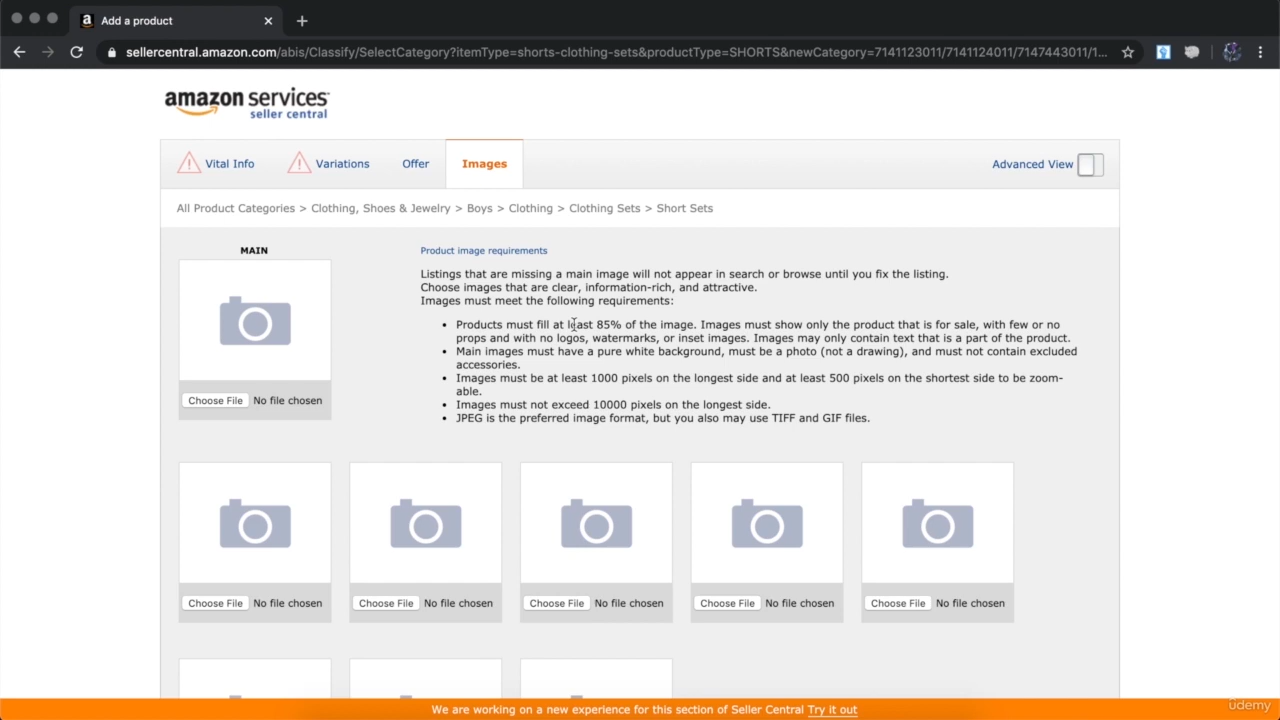 Add a product
sellercentral.amazon.com/abis/Classify/SelectCategory?itemType=shorts-clothing-sets&productType=SHORTS&newCategory=7141123011/7141124011/7147443011/1...
amazon services
seller central
Vital Info Variations Offer Images Advanced View
All Product Categories > Clothing, Shoes & Jewelry > Boys > Clothing > Clothing Sets > Short Sets
MAIN
Choose File No file chosen
Product image requirements
Listings that are missing a main image will not appear in search or browse until you fix the listing.
Choose images that are clear, information-rich, and attractive.
Images must meet the following requirements:
• Products must fill at least 85% of the image. Images must show only the product that is for sale, with few or no
props and with no logos, watermarks, or inset images. Images may only contain text that is a part of the product.
• Main images must have a pure white background, must be a photo (not a drawing), and must not contain excluded
accessories.
• Images must be at least 1000 pixels on the longest side and at least 500 pixels on the shortest side to be zoom-
able.
• Images must not exceed 10000 pixels on the longest side.
• JPEG is the preferred image format, but you also may use TIFF and GIF files.
Choose File No file chosen Choose File No file chosen Choose File No file chosen Choose File No file chosen Choose File No file chosen
We are working on a new experience for this section of Seller Central Try it out
ûdemy